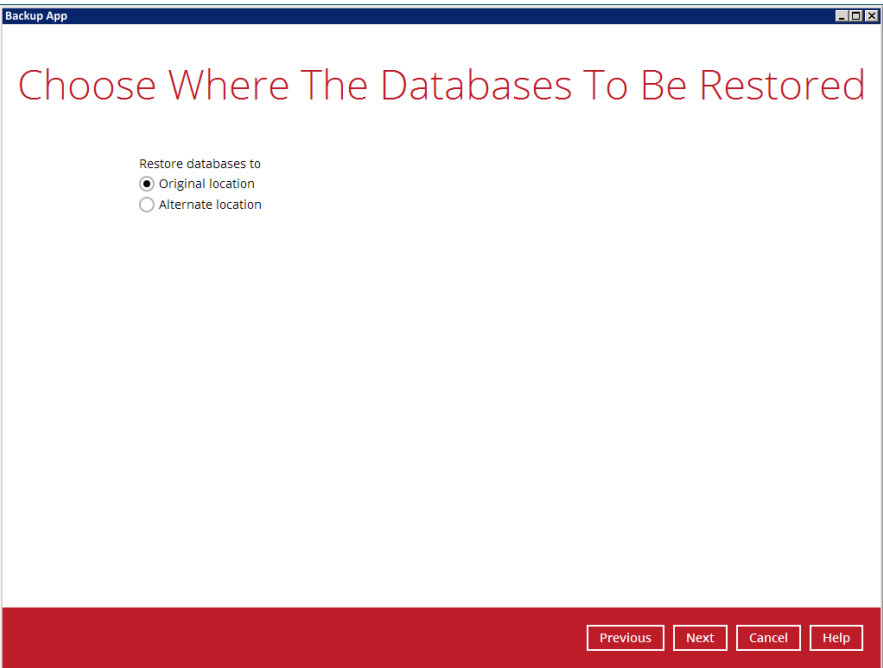 Backup App
Choose Where The Databases To Be Restored
Restore databases to
Original location
Alternate location
Previous Next Cancel Help